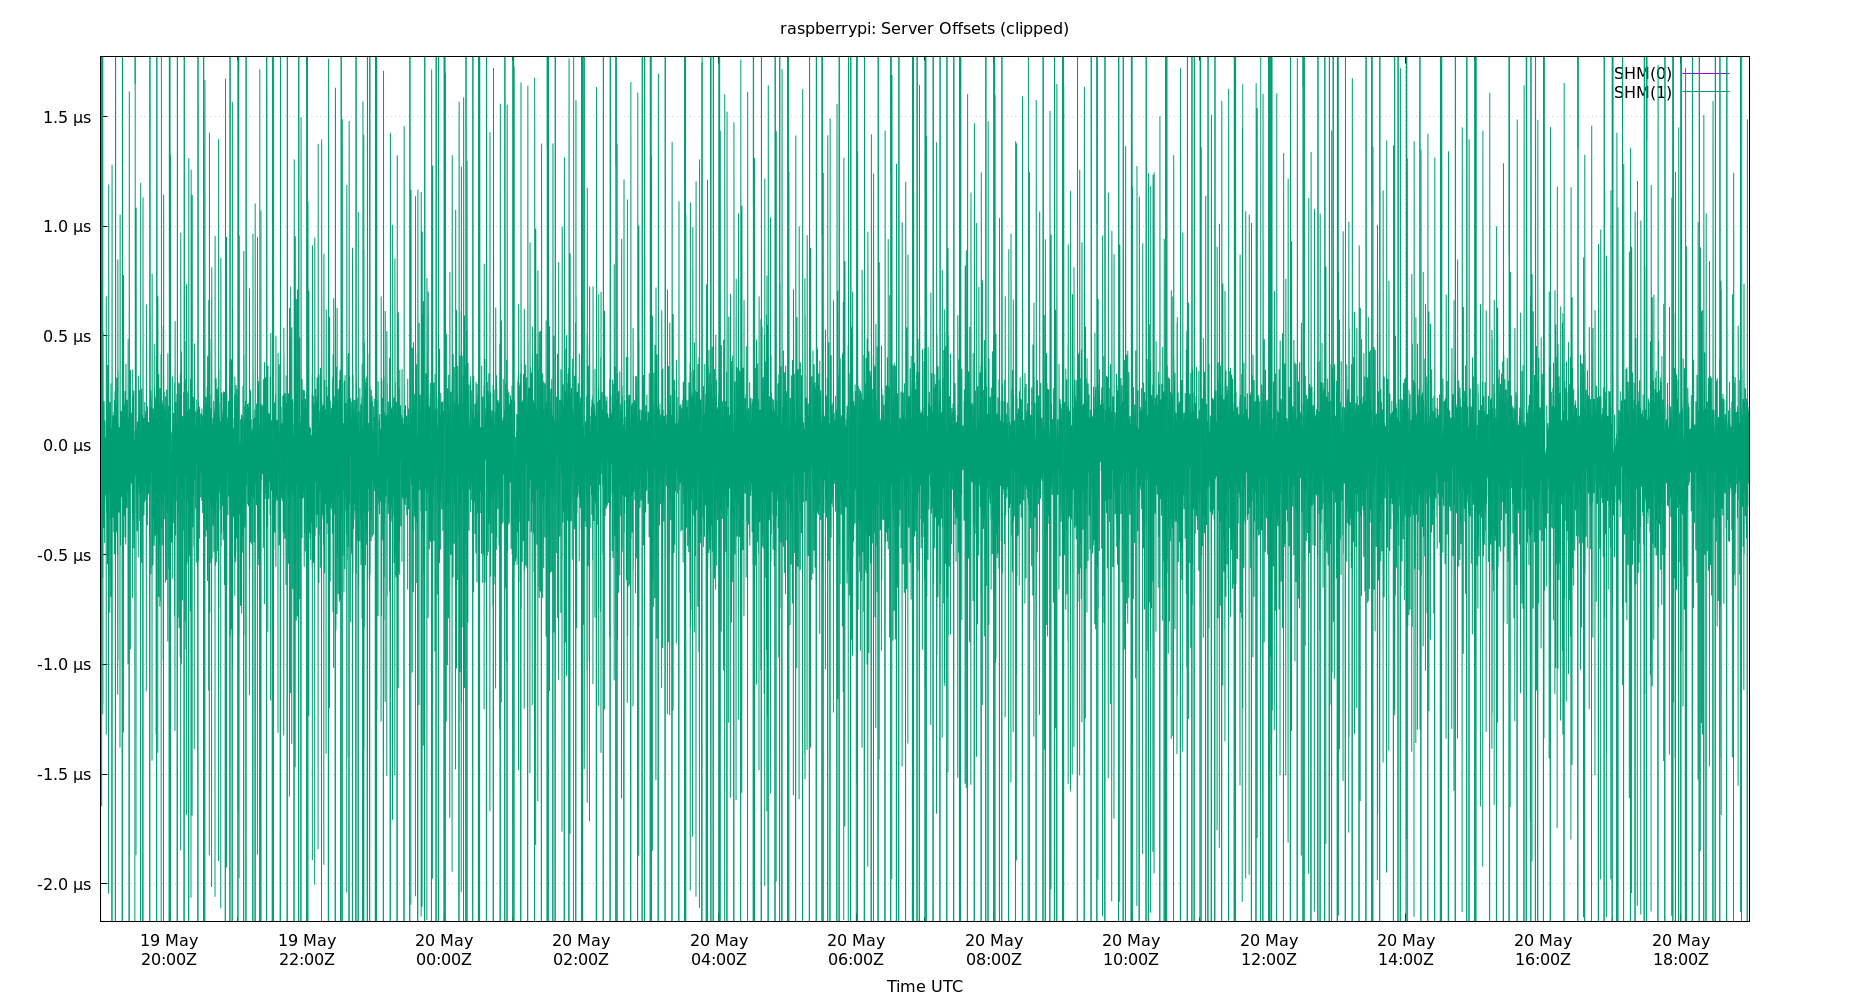 raspberrypi: Server Offsets (clipped)
SHM(0)
SHM(1)
1.5 µs
1.0 µs
0.5 µs
0.0 µs
-0.5 µs
-1.0 µs
-1.5 µs
-2.0 µs
19 May 19 May 20 May 20 May 20 May 20 May 20 May 20 May 20 May 20 May 20 May 20 May
20:00Z 22:00Z 00:00Z 02:00Z 04:00Z 06:00Z 08:00Z 10:00Z 12:00Z 14:00Z 16:00Z 18:00Z
Time UTC